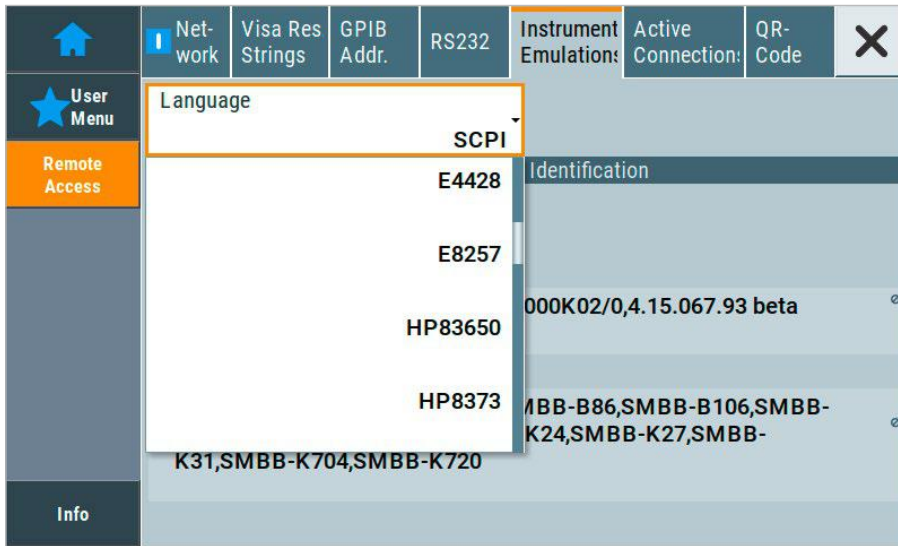 Net-
work
Visa Res
Strings
GPIB
Addr.
RS232
Instrument
Emulations
Active
Connection
QR-
Code
User
Menu
Language
SCPI
Remote
Access
Identification
E4428
E8257
000K02/0,4.15.067.93 beta
HP83650
HP8373
MBB-B86,SMBB-B106,SMBB-
K24,SMBB-K27,SMBB-
K31,SMBB-K704,SMBB-K720
Info